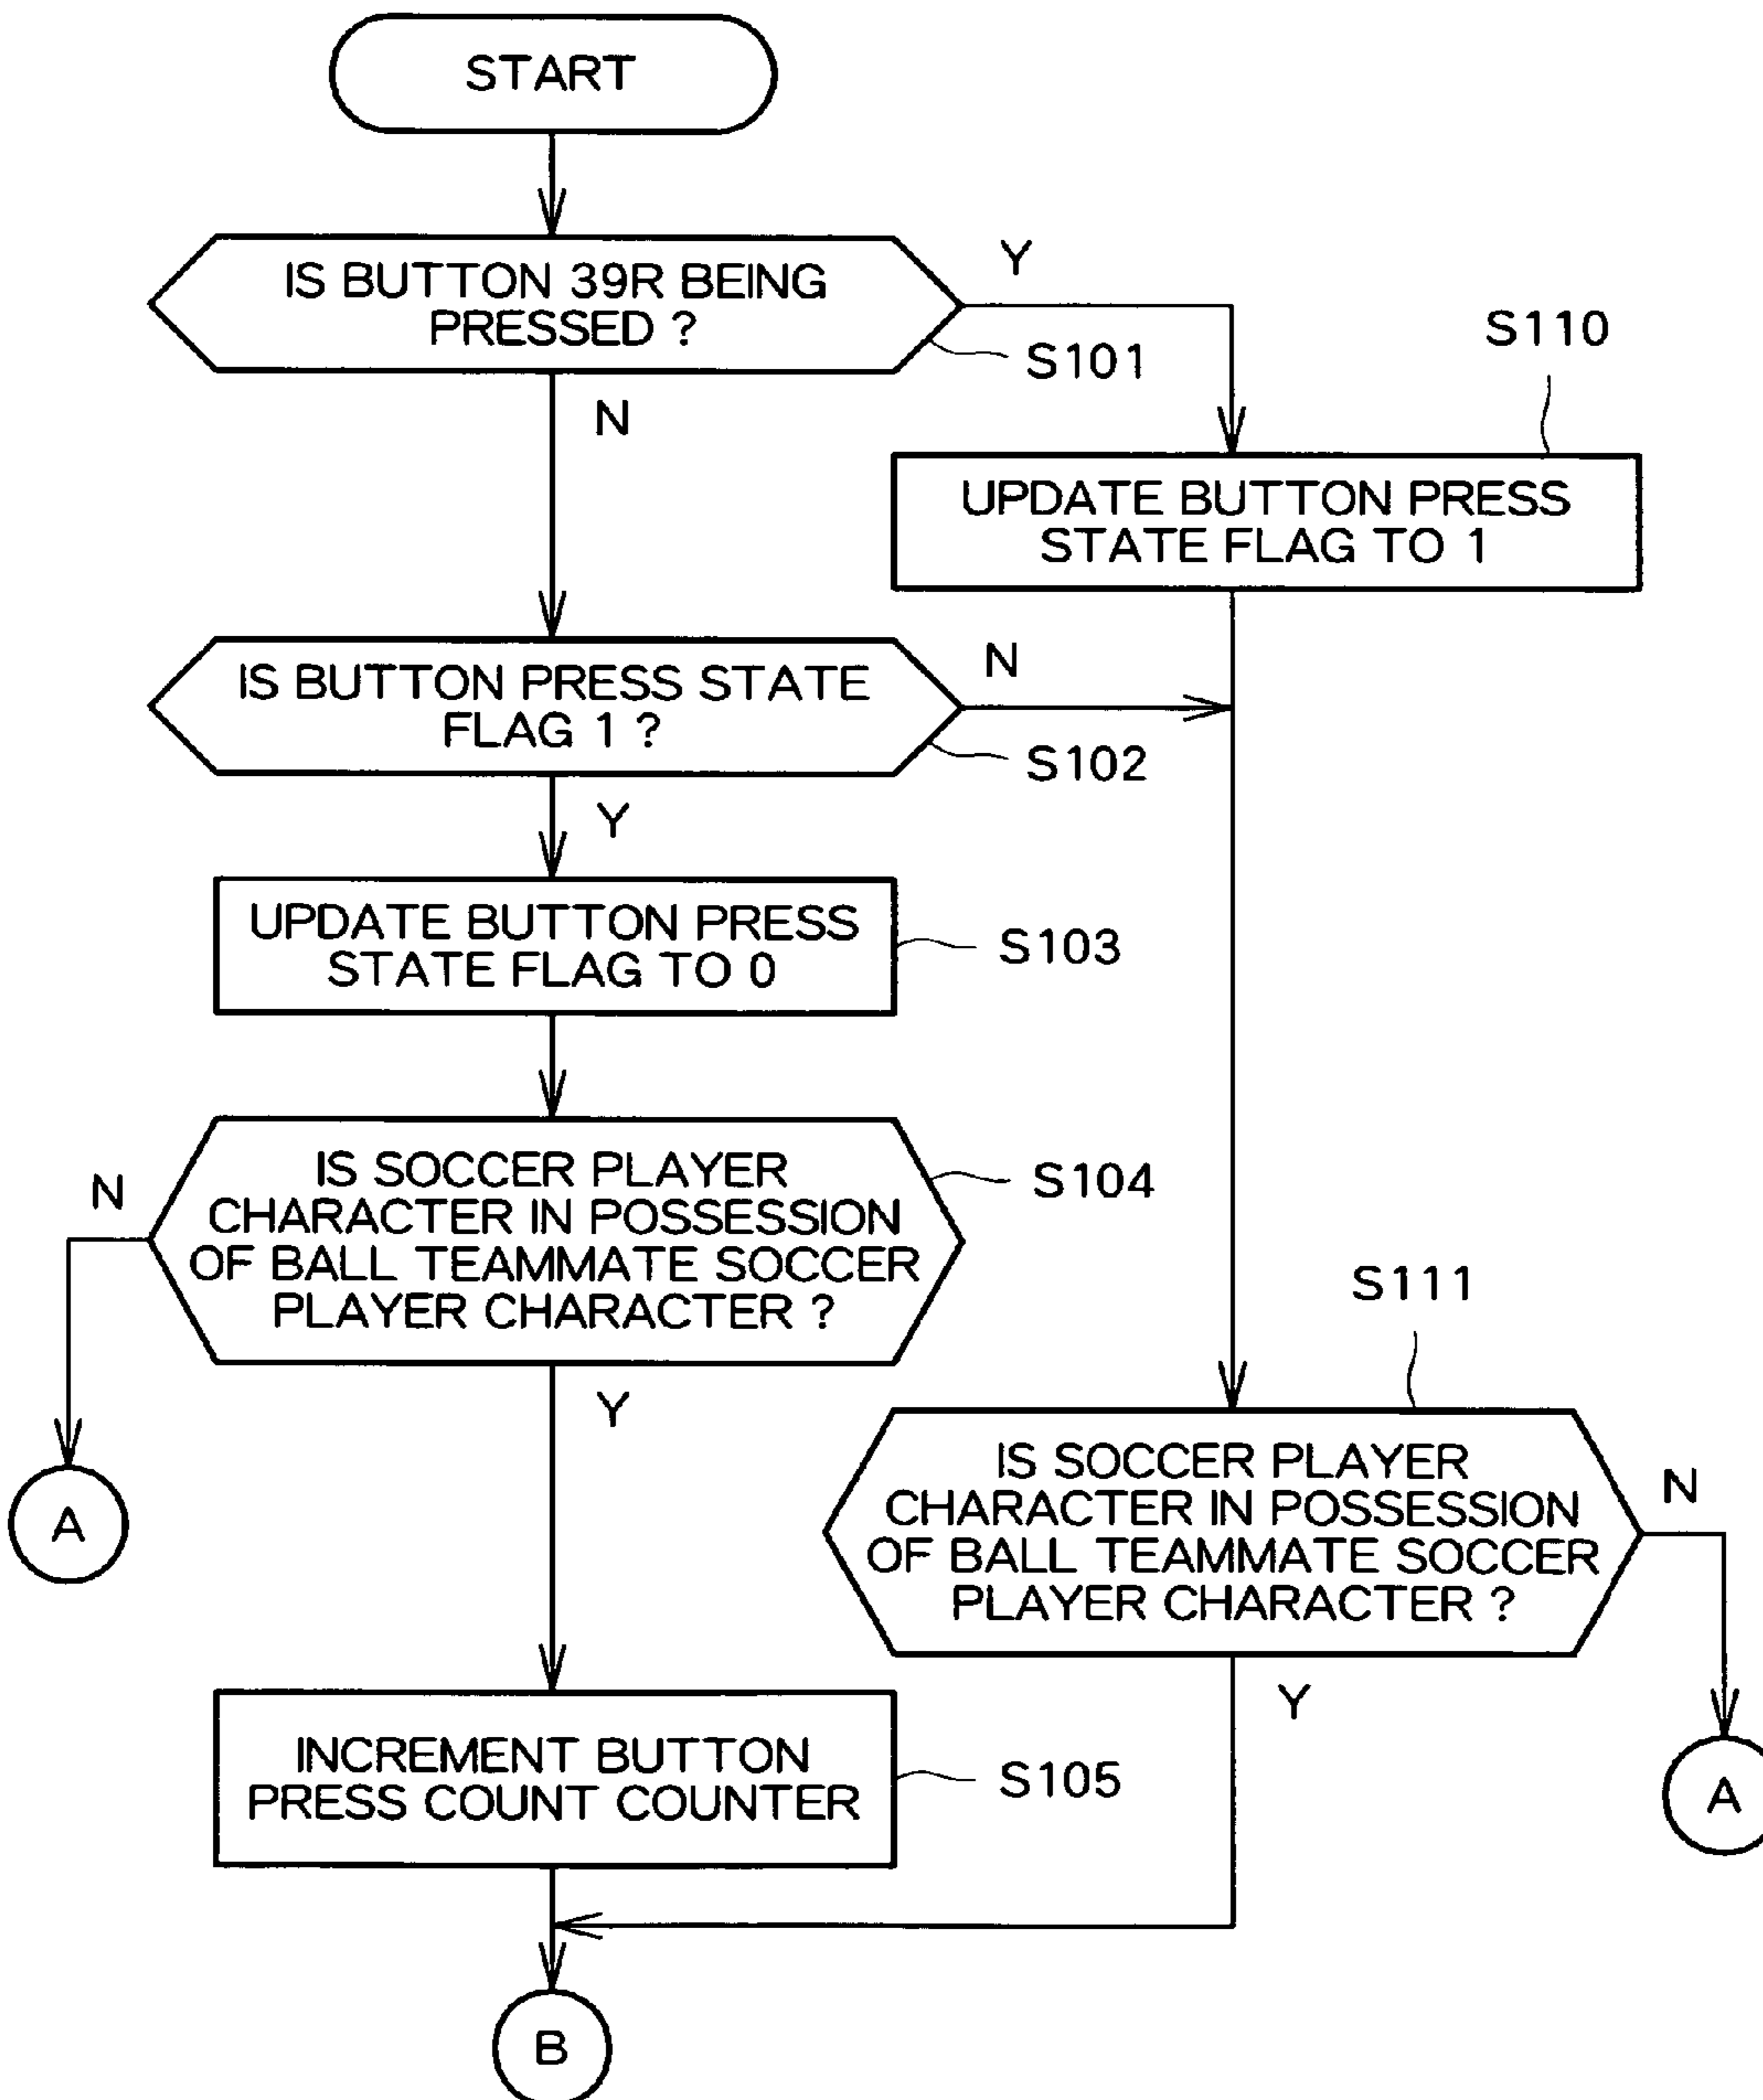 START
IS BUTTON 39R BEING
PRESSED ?
Y
S101
N
S110
UPDATE BUTTON PRESS
STATE FLAG TO 1
IS BUTTON PRESS STATE
FLAG 1 ?
N
S102
Y
UPDATE BUTTON PRESS
STATE FLAG TO 0
S103
IS SOCCER PLAYER
CHARACTER IN POSSESSION
OF BALL TEAMMATE SOCCER
PLAYER CHARACTER ?
S104
N
A
Y
S111
IS SOCCER PLAYER
CHARACTER IN POSSESSION
OF BALL TEAMMATE SOCCER
PLAYER CHARACTER ?
N
A
Y
INCREMENT BUTTON
PRESS COUNT COUNTER
S105
B